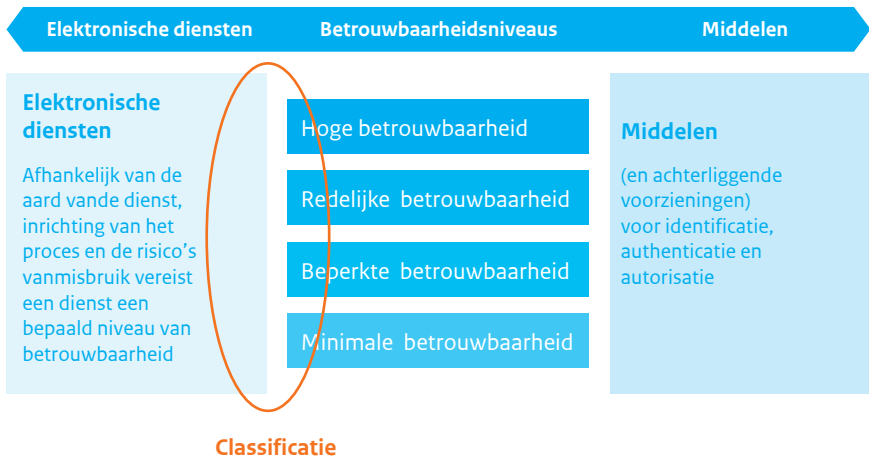 Elektronische diensten Betrouwbaarheidsniveaus Middelen
Elektronische
diensten
Afhankelijk van de
aard vande dienst,
inrichting van het
proces en de risico's
vanmisbruik vereist
een dienst een
bepaald niveau van
betrouwbaarheid
Hoge betrouwbaarheid
Redelijke betrouwbaarheid
Beperkte betrouwbaarheid
Minimale betrouwbaarheid
Middelen
(en achterliggende
voorzieningen)
voor identificatie,
authenticatie en
autorisatie
Classificatie